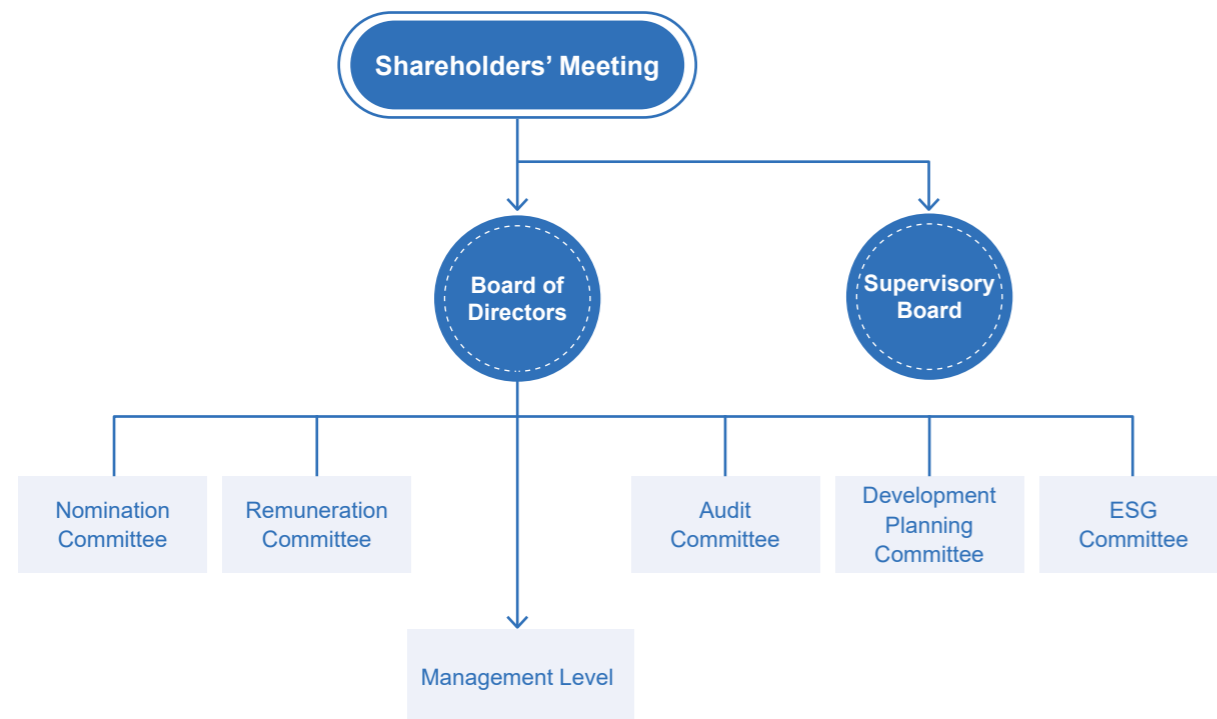 Shareholders’ Meeting
Board of
Directors
Supervisory
Board
Nomination
Committee
Remuneration
Committee
Audit
Committee
Development
Planning
Committee
ESG
Committee
Management Level